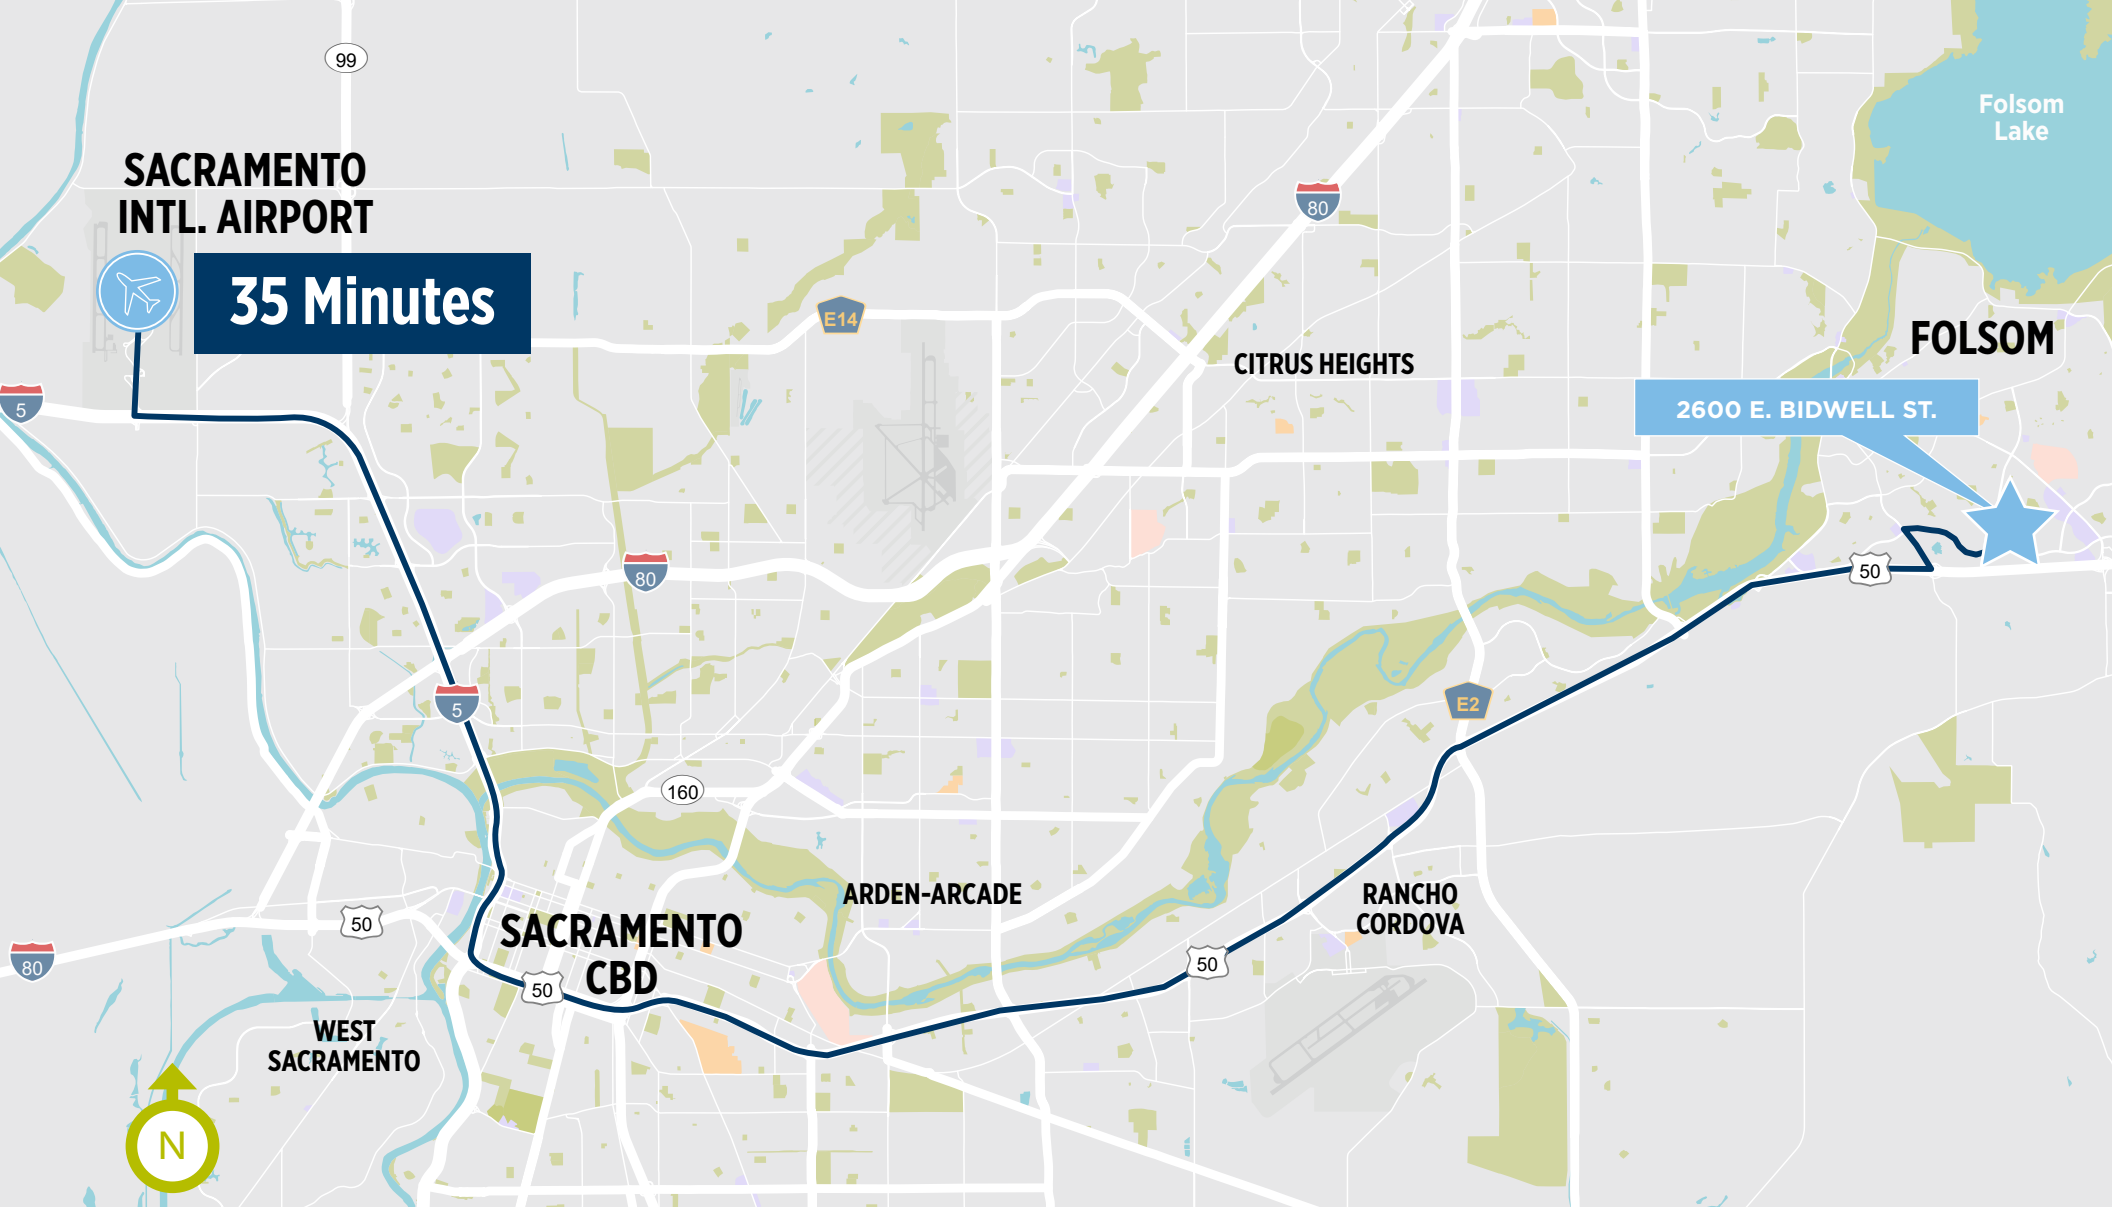 99
Folsom
Lake
SACRAMENTO
INTL. AIRPORT
80
35 Minutes
E14
FOLSOM
CITRUS HEIGHTS
5
2600 E. BIDWELL ST.
80
50
5
E2
160
ARDEN-ARCADE
RANCHO
CORDOVA
50
SACRAMENTO
CBD
80
50
50
WEST
SACRAMENTO
N